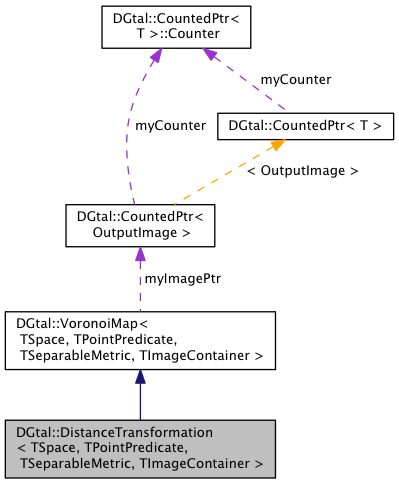 DGtal::CountedPtr<
T >::Counter
myCounter
DGtal::CountedPtr< T >
myCounter
< OutputImage >
DGtal::CountedPtr<
OutputImage >
myImagePtr
DGtal::VoronoiMap<
TSpace, TPointPredicate,
TSeparableMetric, TImageContainer >
DGtal::DistanceTransformation
< TSpace, TPointPredicate,
TSeparableMetric, TImageContainer >